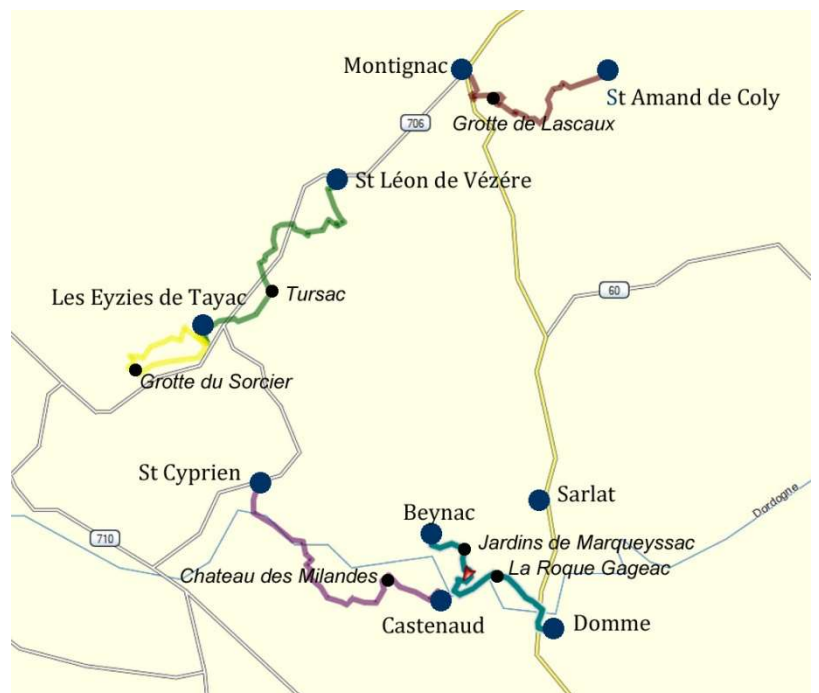 Montignac
St Amand de Coly
Grotte de Lascaux
706
St Léon de Vézére
Les Eyzies de Tayac
Tursac
60
Grotte du Sorcier
St Cyprien
Sarlat
Dordogne
Beynac
710
Jardins de Marqueyssac
Chateau des Milandes
La Roque Gageac
Castenaud
Domme